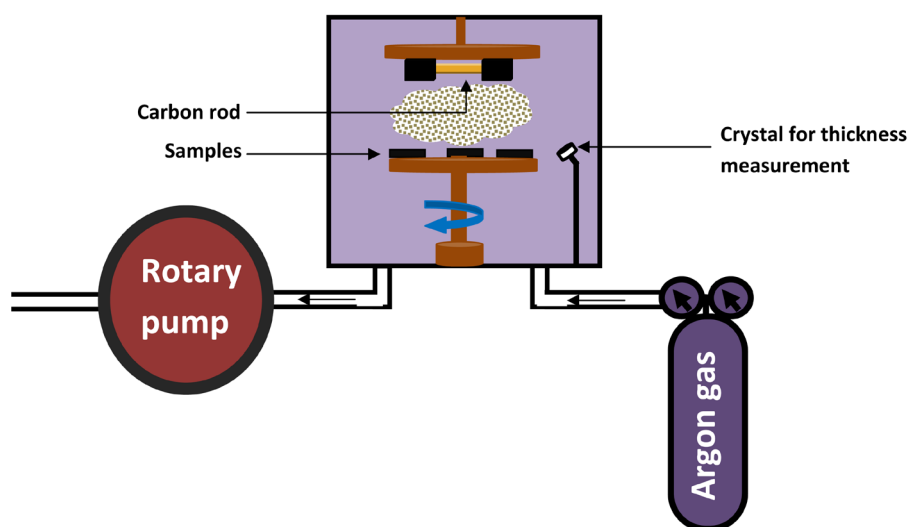 Carbon rod
Samples
Crystal for thickness
measurement
Rotary
pump
Argon gas